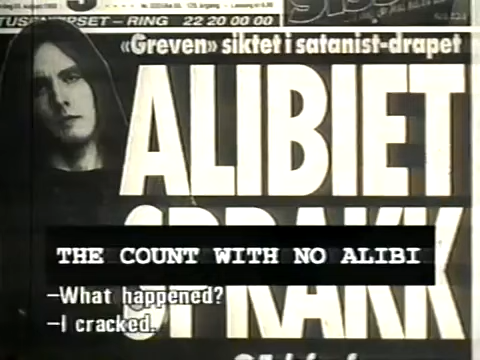 TUSENERSET - RING 22 20 00 00
«Greven» siktet i satanist-drapet
ALIBIET
SPRAKK
THE COUNT WITH NO ALIBI
-What happened?
-I cracked.